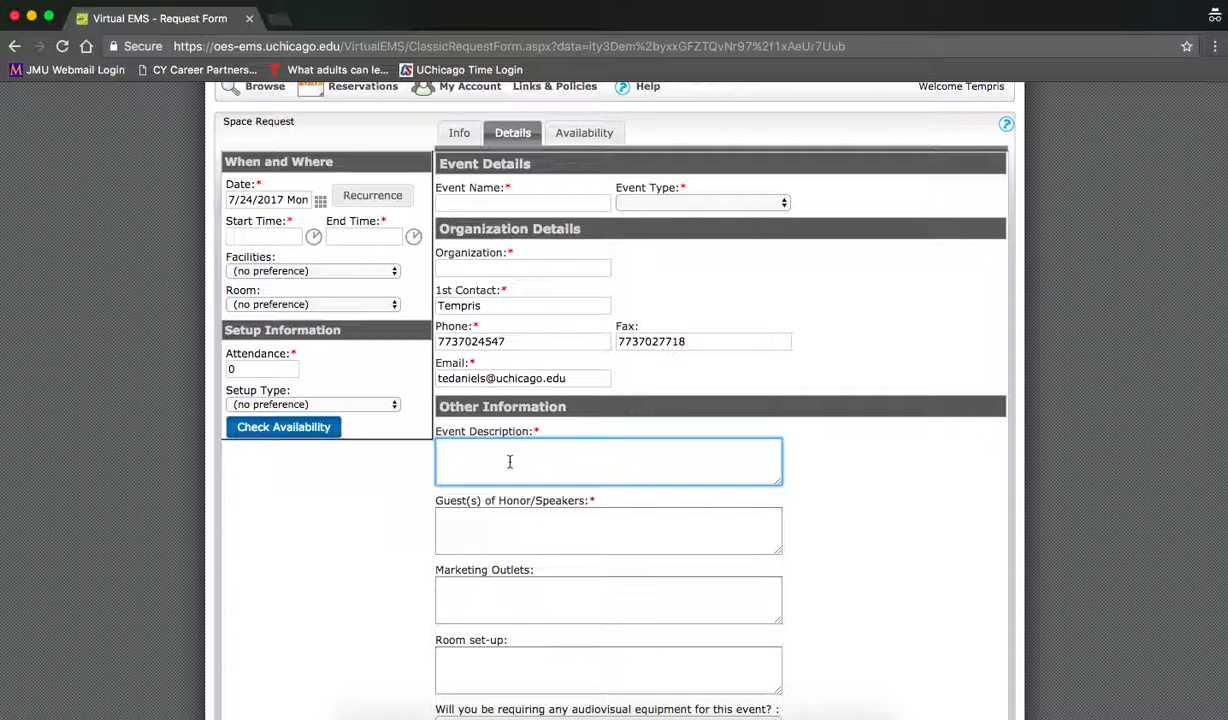 Virtual EMS - Request Form
Secure https://oes-ems.uchicago.edu/VirtualEMS/ClassicRequestForm.aspx?data=ity3Dem%2byxxGFZTQvNr97%2f1xAeUr7Uub
JMU Webmail Login CY Career Partners... What adults can le... UChicago Time Login
Browse Reservations My Account Links & Policies Help Welcome Tempris
Space Request Info Details Availability
When and Where
Date:*
7/24/2017 Mon Recurrence
Start Time:* End Time:*
Facilities:
(no preference)
Room:
(no preference)
Setup Information
Attendance:*
0
Setup Type:
(no preference)
Check Availability
Event Details
Event Name:* Event Type:*
Organization Details
Organization:*
1st Contact:*
Tempris
Phone:* Fax:
7737024547 7737027718
Email:*
tedaniels@uchicago.edu
Other Information
Event Description:*
Guest(s) of Honor/Speakers:*
Marketing Outlets:
Room set-up:
Will you be requiring any audiovisual equipment for this event? :